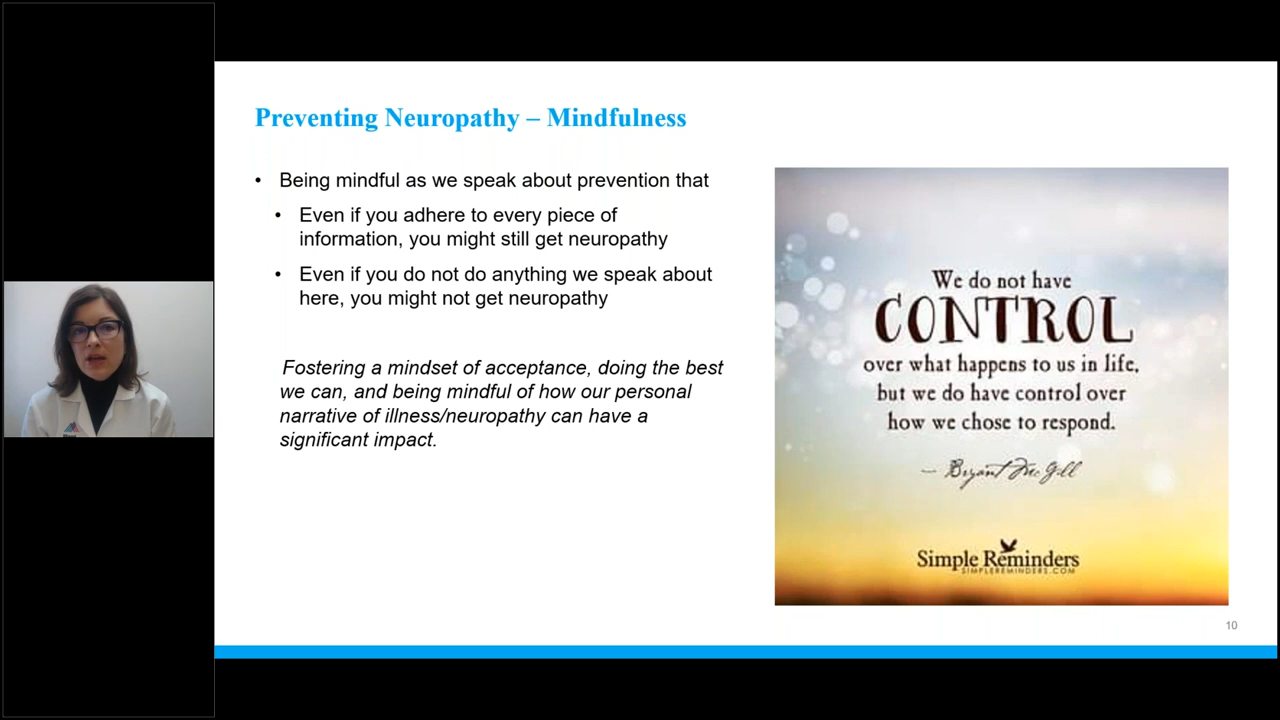 Preventing Neuropathy – Mindfulness
• Being mindful as we speak about prevention that
• Even if you adhere to every piece of
information, you might still get neuropathy
• Even if you do not do anything we speak about
here, you might not get neuropathy
Fostering a mindset of acceptance, doing the best
we can, and being mindful of how our personal
narrative of illness/neuropathy can have a
significant impact.
We do not have
CONTROL
over what happens to us in life,
but we do have control over
how we chose to respond.
— Bryant McGill
Simple Reminders
SIMPLEREMINDERS.COM
10